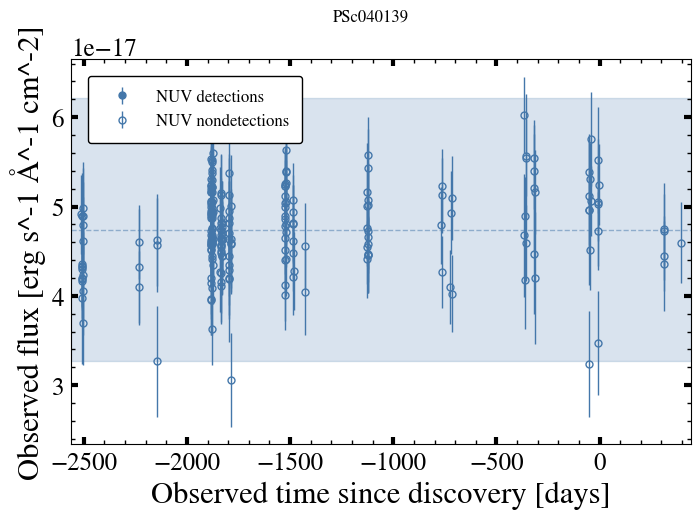 PSc040139
1e−17
NUV detections
NUV nondetections
Observed flux [erg s^-1 Å^-1 cm^-2]
6
5
4
3
−2500 −2000 −1500 −1000 −500 0
Observed time since discovery [days]